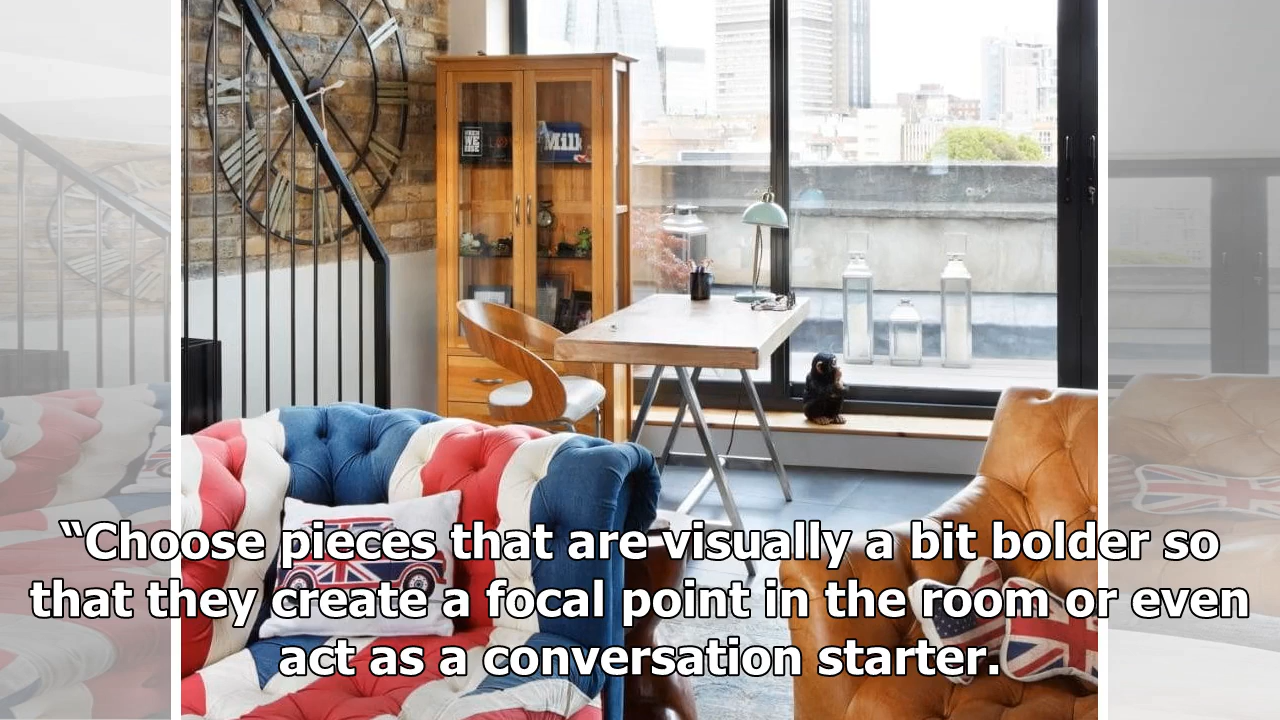 Milk
“Choose pieces that are visually a bit bolder so
that they create a focal point in the room or even
act as a conversation starter.